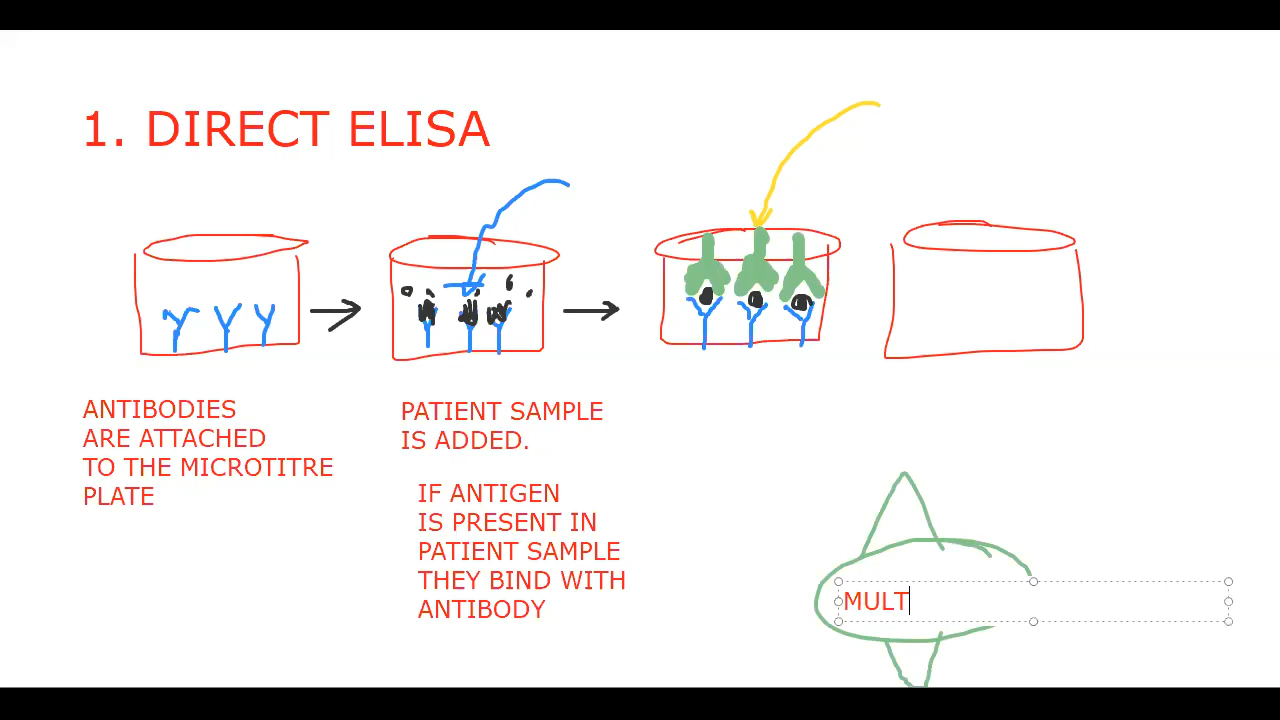 1. DIRECT ELISA
ANTIBODIES
ARE ATTACHED
TO THE MICROTITRE
PLATE
PATIENT SAMPLE
IS ADDED.
IF ANTIGEN
IS PRESENT IN
PATIENT SAMPLE
THEY BIND WITH
ANTIBODY
MULT